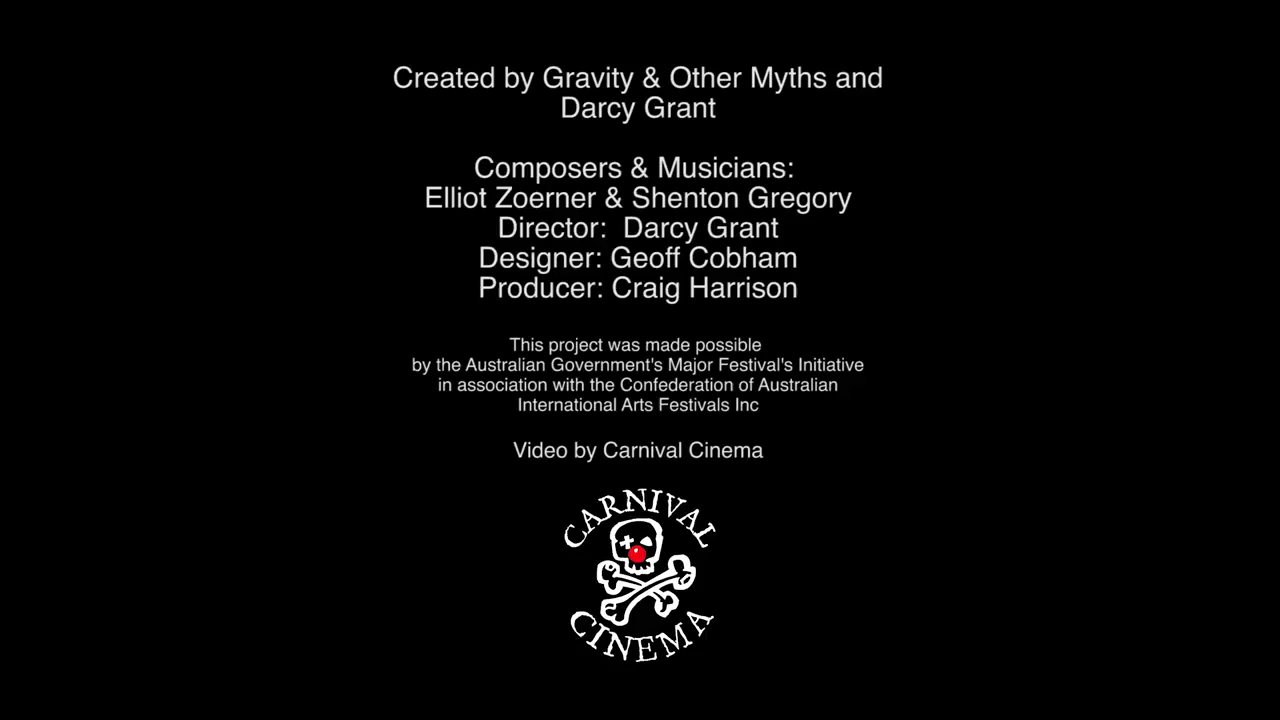 Created by Gravity & Other Myths and
Darcy Grant
Composers & Musicians:
Elliot Zoerner & Shenton Gregory
Director:  Darcy Grant
Designer: Geoff Cobham
Producer: Craig Harrison
This project was made possible
by the Australian Government's Major Festival's Initiative
in association with the Confederation of Australian
International Arts Festivals Inc
Video by Carnival Cinema
CARNIVAL
CINEMA